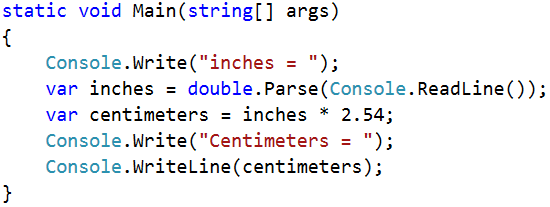 static void Main(string[] args)
{
    Console.Write("inches = ");
    var inches = double.Parse(Console.ReadLine());
    var centimeters = inches * 2.54;
    Console.Write("Centimeters = ");
    Console.WriteLine(centimeters);
}